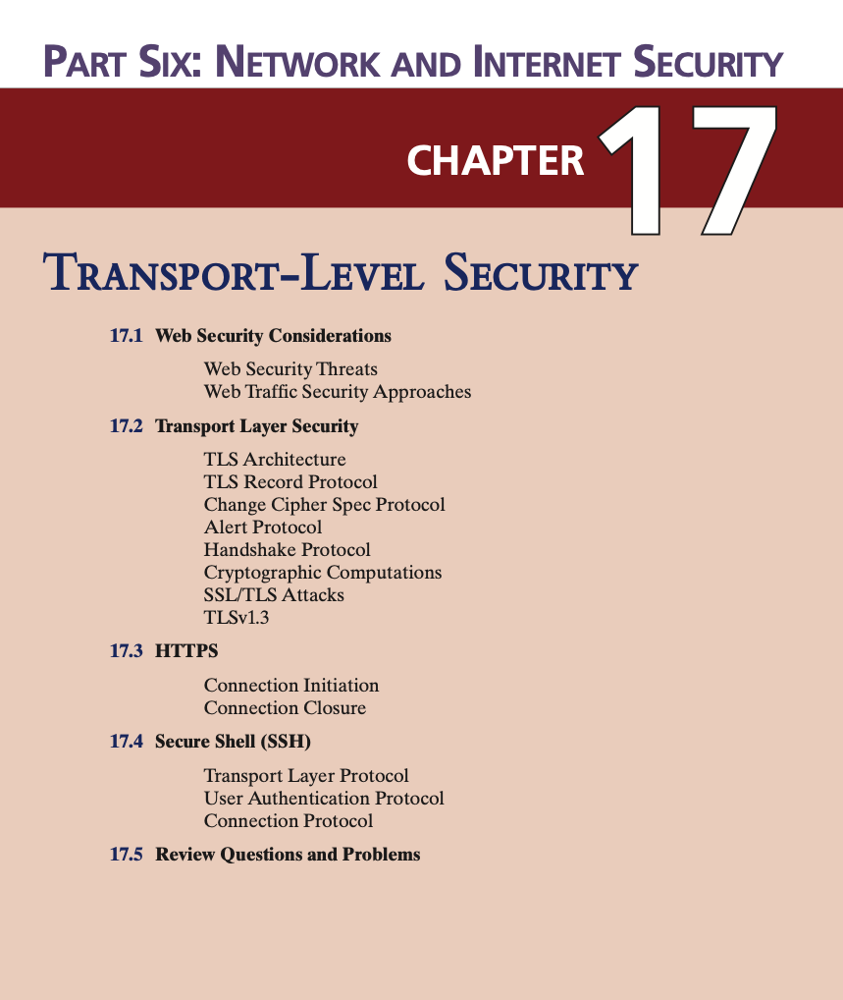 PART SIX: NETWORK AND INTERNET SECURITY
CHAPTER 17
TRANSPORT-LEVEL SECURITY
17.1 Web Security Considerations
Web Security Threats
Web Traffic Security Approaches
17.2 Transport Layer Security
TLS Architecture
TLS Record Protocol
Change Cipher Spec Protocol
Alert Protocol
Handshake Protocol
Cryptographic Computations
SSL/TLS Attacks
TLSv1.3
17.3 HTTPS
Connection Initiation
Connection Closure
17.4 Secure Shell (SSH)
Transport Layer Protocol
User Authentication Protocol
Connection Protocol
17.5 Review Questions and Problems